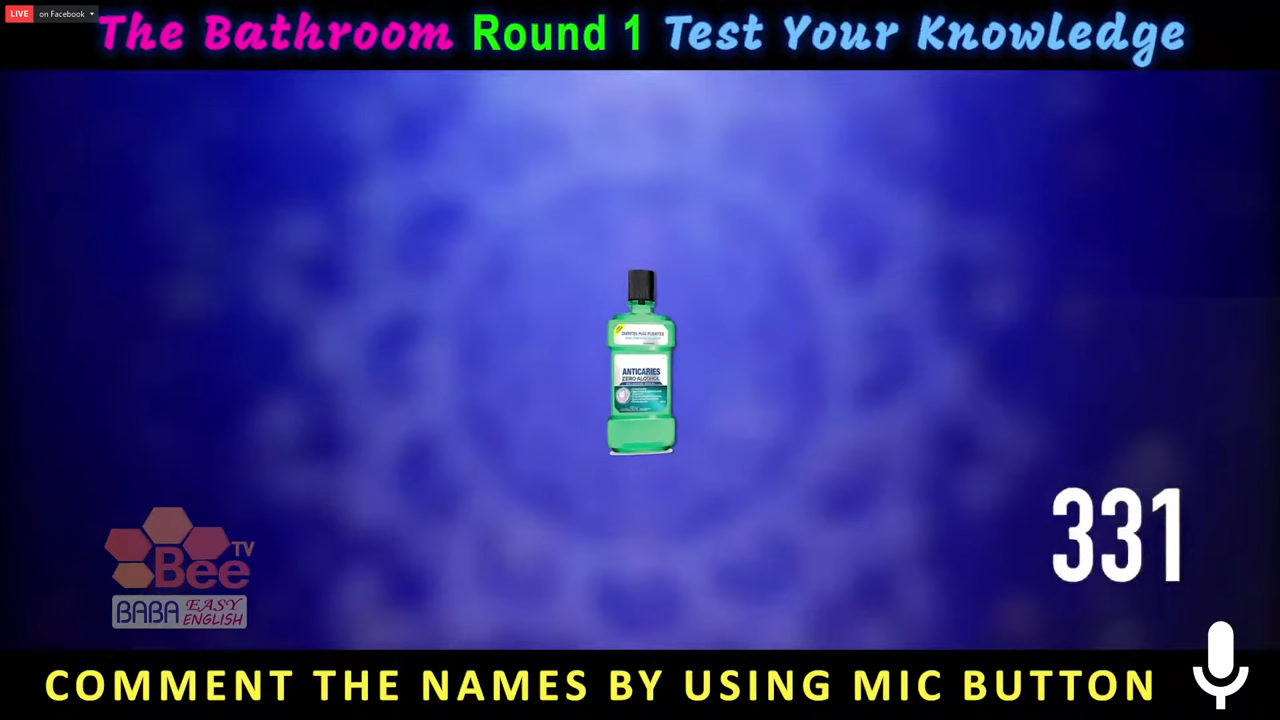 LIVE on Facebook
The Bathroom Round 1 Test Your Knowledge
ANTICARIES
ZERO ALCOHOL
331
Bee TV
BABA EASY ENGLISH
COMMENT THE NAMES BY USING MIC BUTTON